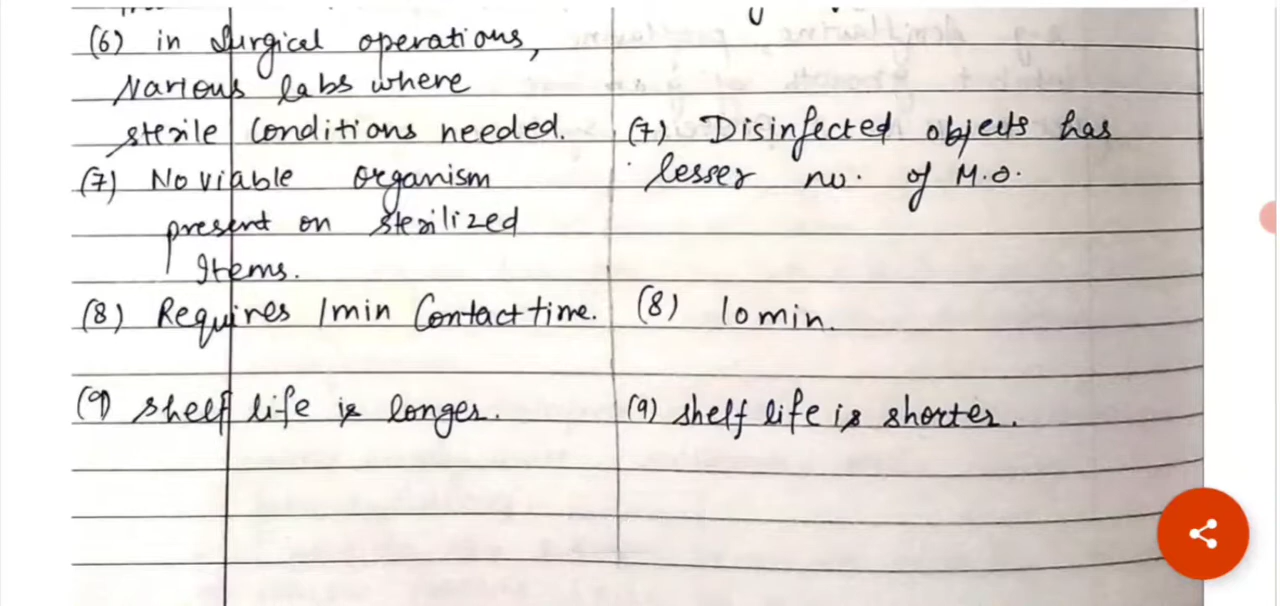 (6) in Surgical operations,
Various labs where
sterile conditions needed.
(7) No viable organism
present on sterilized
Items.
(8) Requires 1min Contact time.
(9) shelf life is longer.
(7) Disinfected objects has
lesser no. of M.O.
(8) 10 min.
(9) shelf life is shorter.